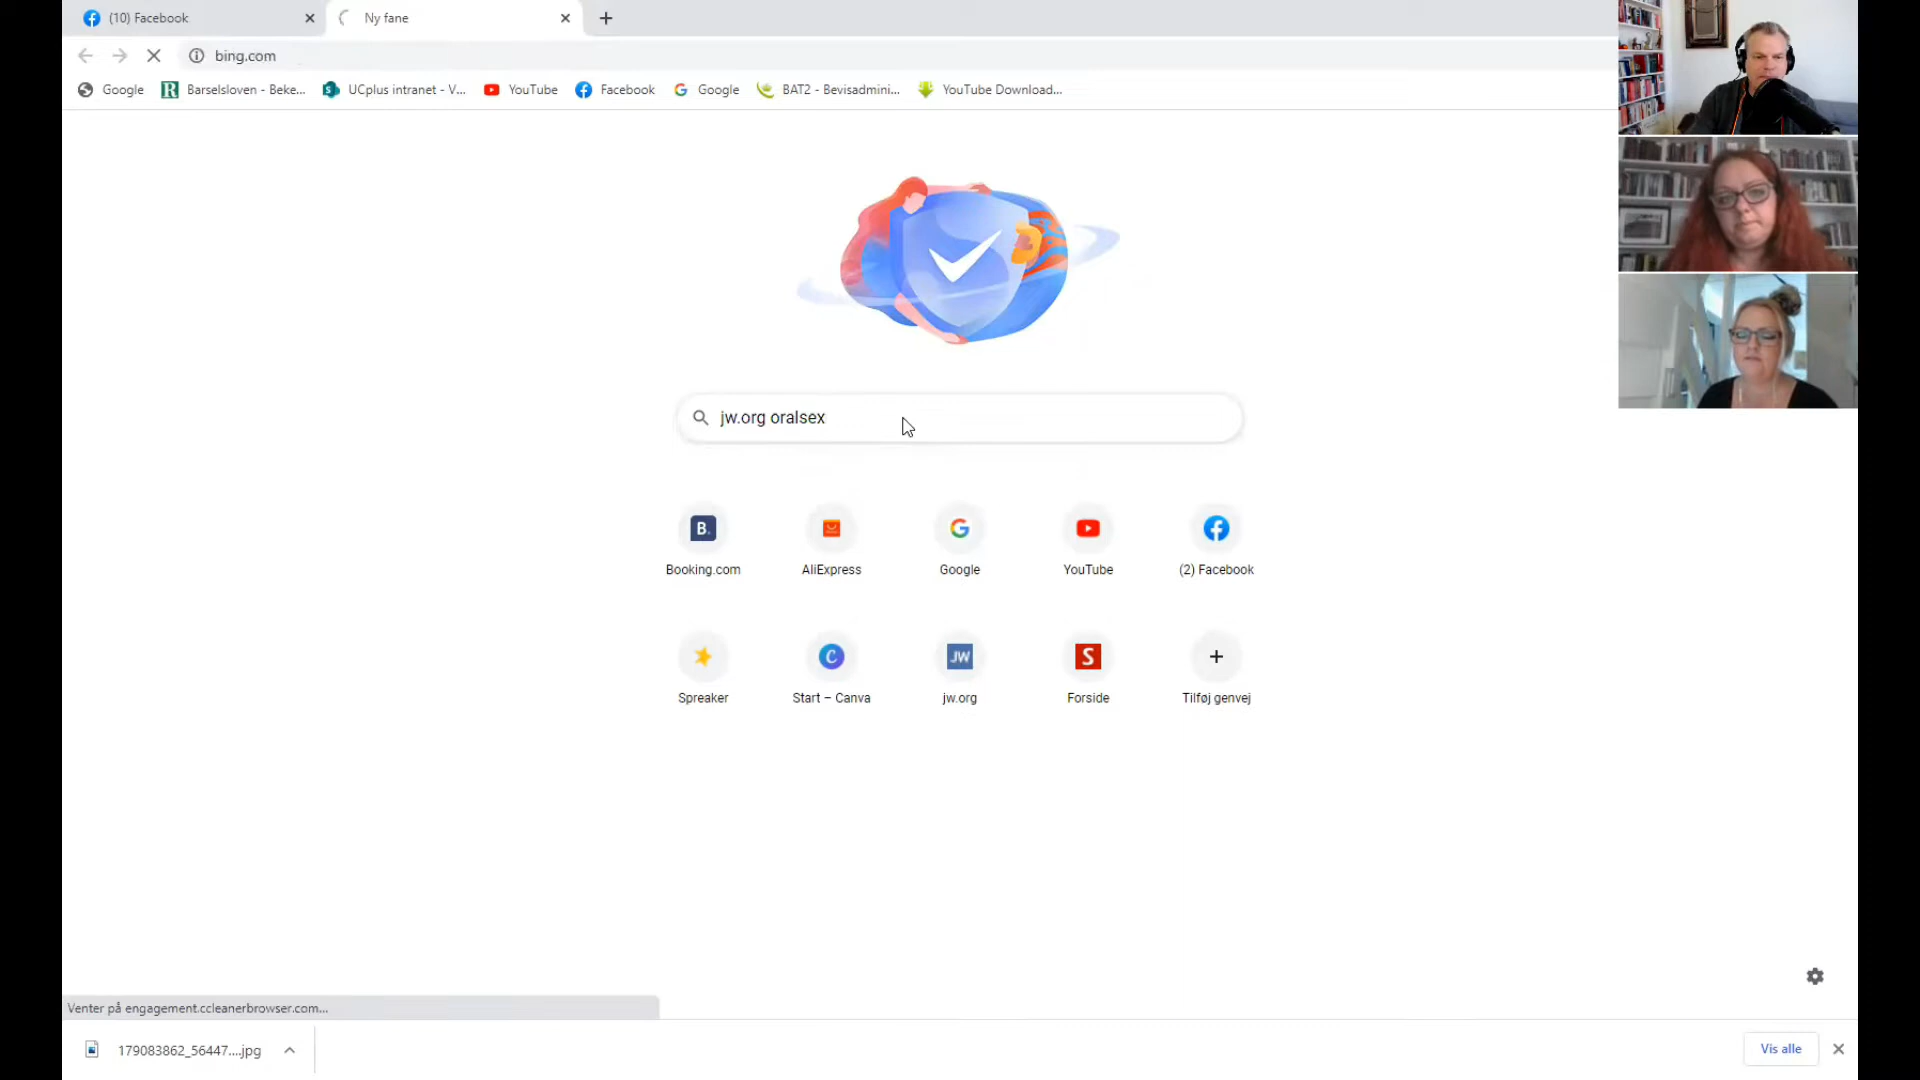 (10) Facebook
Ny fane
bing.com
Google
Barselsloven - Beke...
UCplus intranet - V...
YouTube
Facebook
Google
BAT2 - Bevisadmini...
YouTube Download...
jw.org oralsex
B.
Booking.com
AliExpress
Google
YouTube
(2) Facebook
JW
S
Spreaker
Start – Canva
jw.org
Forside
Tilføj genvej
Venter på engagement.ccleanerbrowser.com...
179083862_56447....jpg
Vis alle